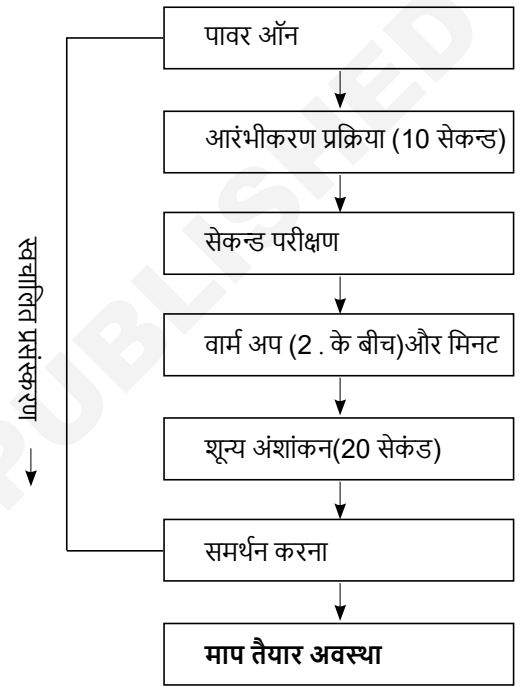 पावर ऑन
आरंभीकरण प्रक्रिया (10 सेकन्ड)
सेकन्ड परीक्षण
वार्म अप (2 . के बीच)और मिनट
शून्य अंशांकन(20 सेकंड)
समर्थन करना
माप तैयार अवस्था
स्वचालित प्रसंस्करण
PUBLISHED